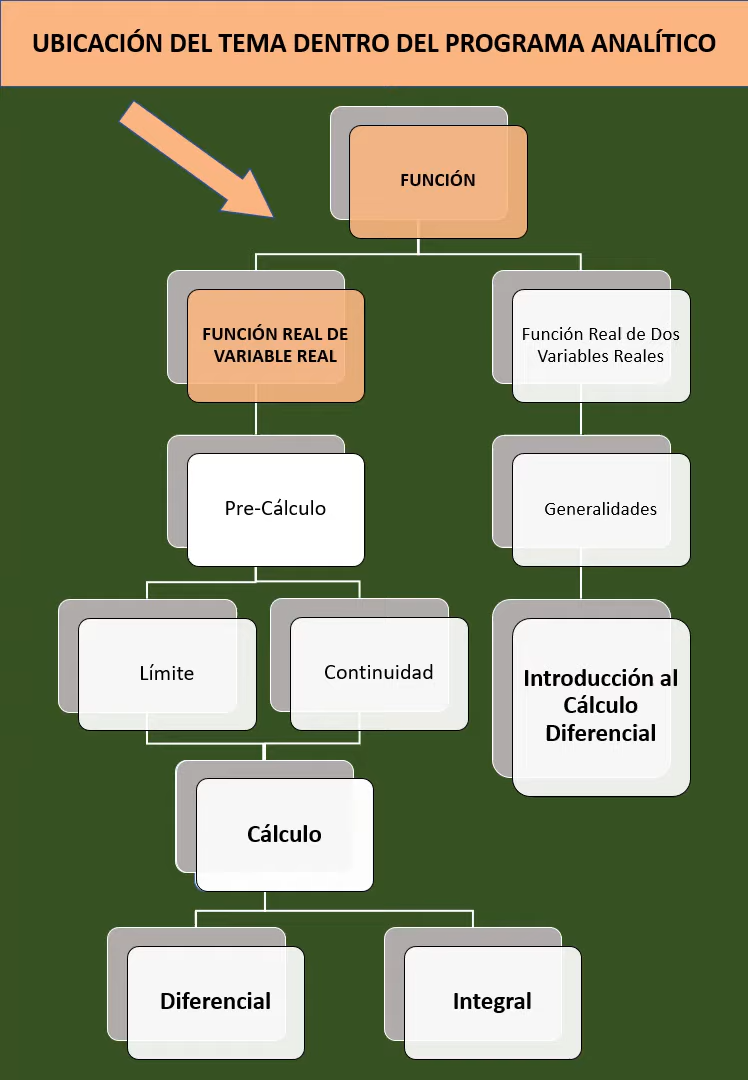 UBICACIÓN DEL TEMA DENTRO DEL PROGRAMA ANALÍTICO
FUNCIÓN
FUNCIÓN REAL DE
VARIABLE REAL
Función Real de Dos
Variables Reales
Pre-Cálculo
Generalidades
Límite
Continuidad
Introducción al
Cálculo
Diferencial
Cálculo
Diferencial
Integral